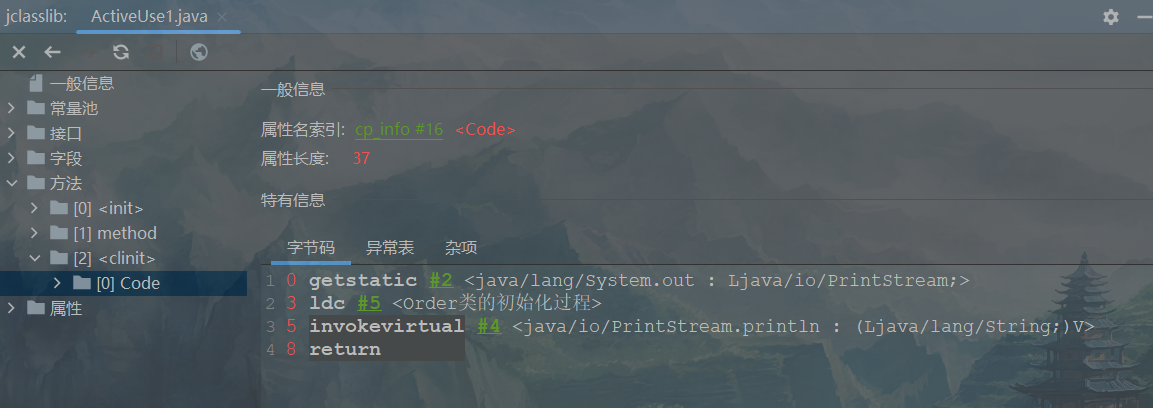 jclasslib: ActiveUse1.java ×
一般信息
常量池
接口
字段
方法
[0] <init>
[1] method
[2] <clinit>
[0] Code
属性
一般信息
属性名索引: cp_info #16 <Code>
属性长度: 37
特有信息
字节码 异常表 杂项
1 0 getstatic #2 <java/lang/System.out : Ljava/io/PrintStream;>
2 3 ldc #5 <Order类的初始化过程>
3 5 invokevirtual #4 <java/io/PrintStream.println : (Ljava/lang/String;)V>
4 8 return